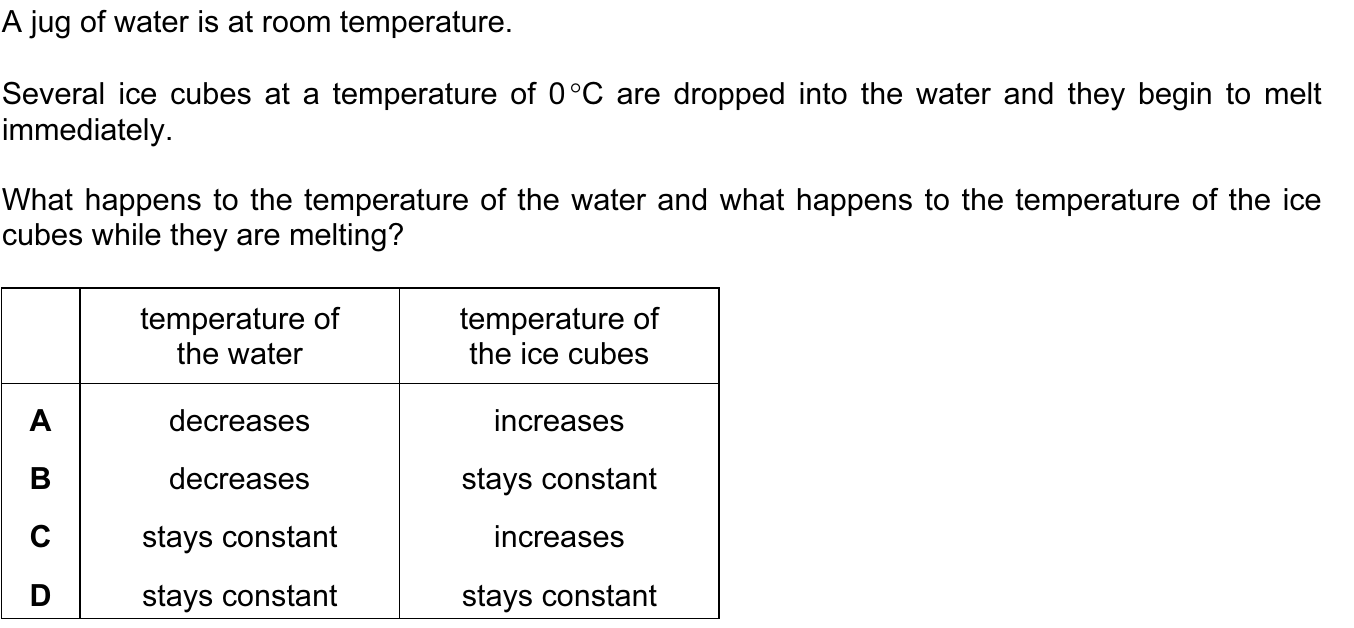 A jug of water is at room temperature.
Several ice cubes at a temperature of 0 °C are dropped into the water and they begin to melt
immediately.
What happens to the temperature of the water and what happens to the temperature of the ice
cubes while they are melting?
temperature of the water temperature of the ice cubes
A decreases increases
B decreases stays constant
C stays constant increases
D stays constant stays constant